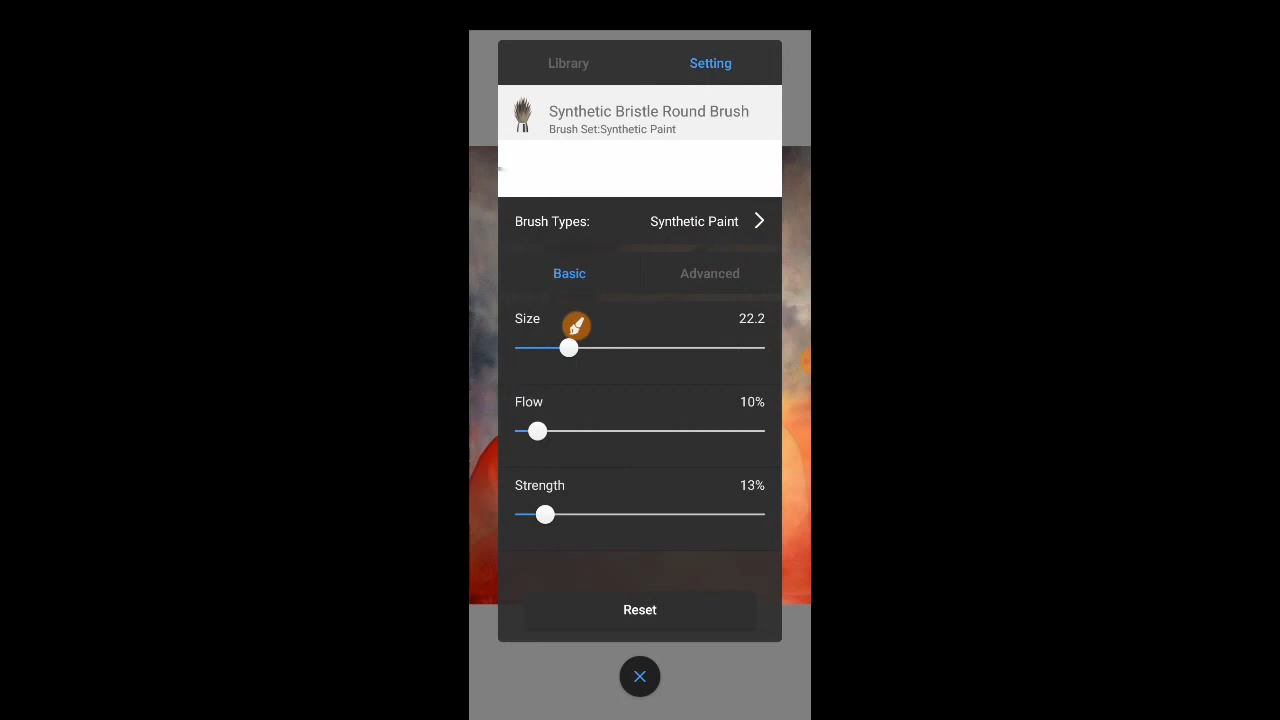 Library Setting
Synthetic Bristle Round Brush
Brush Set:Synthetic Paint
Brush Types: Synthetic Paint
Basic Advanced
Size 22.2
Flow 10%
Strength 13%
Reset